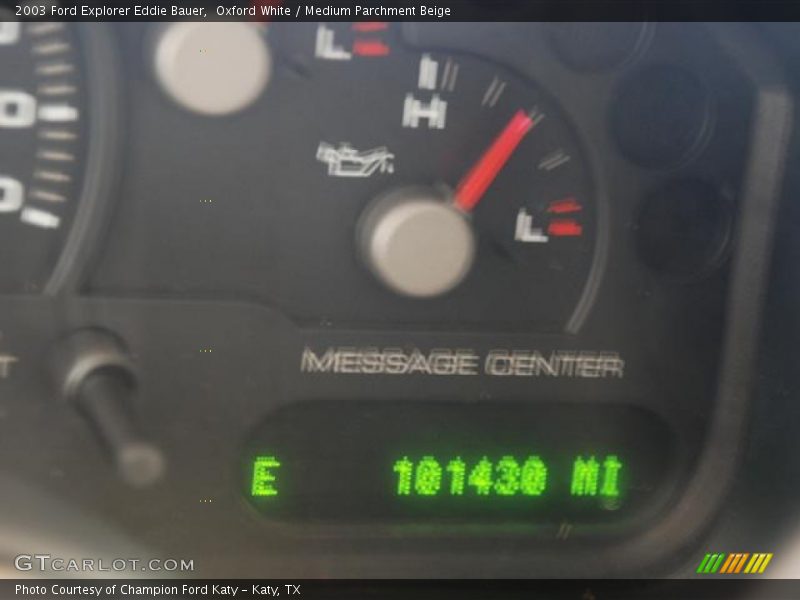 2003 Ford Explorer Eddie Bauer,  Oxford White / Medium Parchment Beige
L
H
L
MESSAGE CENTER
E 101430 MI
GTCARLOT.COM
Photo Courtesy of Champion Ford Katy – Katy, TX